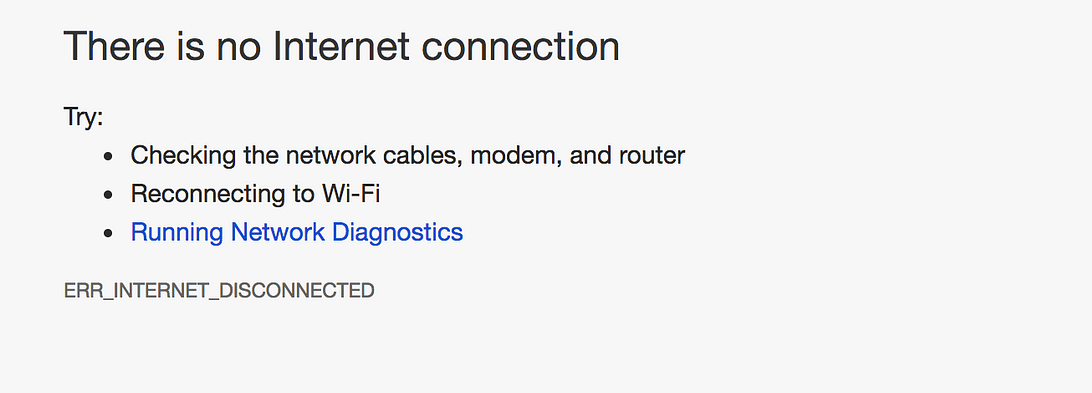 There is no Internet connection
Try:
• Checking the network cables, modem, and router
• Reconnecting to Wi-Fi
• Running Network Diagnostics
ERR_INTERNET_DISCONNECTED